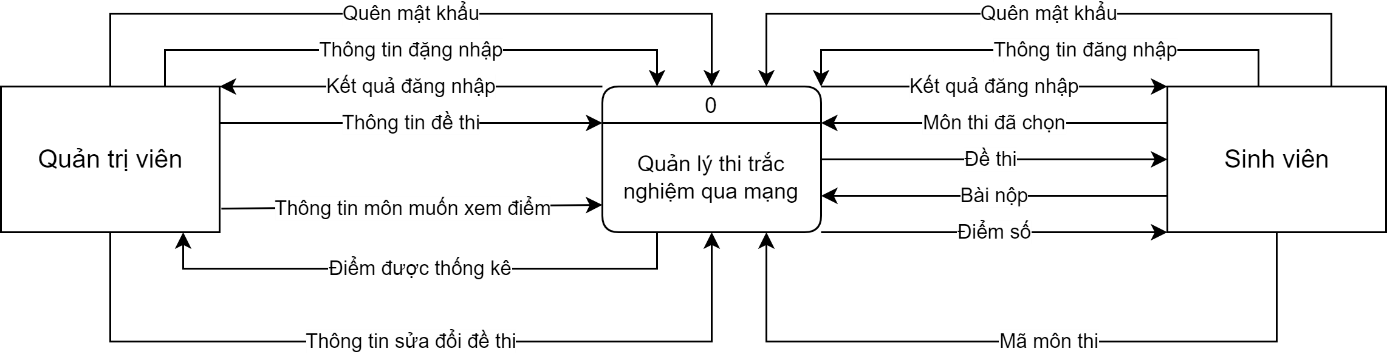 Quên mật khẩu
Quên mật khẩu
Thông tin đặng nhập
Thông tin đăng nhập
Kết quả đăng nhập
Kết quả đăng nhập
0
Thông tin đề thi
Môn thi đã chọn
Quản trị viên
Quản lý thi trắc
nghiệm qua mạng
Đề thi
Sinh viên
Bài nộp
Thông tin môn muốn xem điểm
Điểm số
Điểm được thống kê
Thông tin sửa đổi đề thi
Mã môn thi